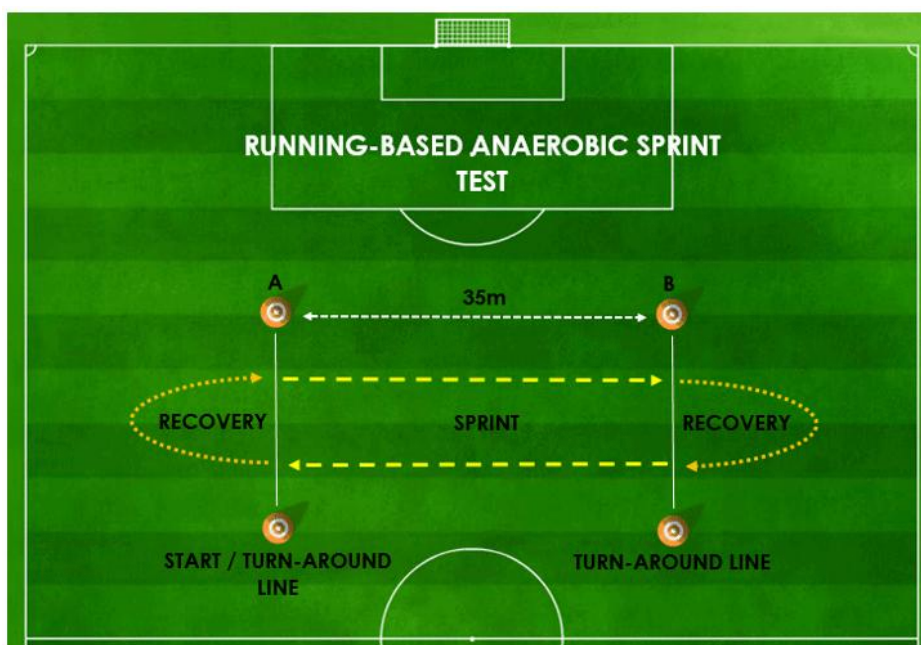 RUNNING-BASED ANAEROBIC SPRINT
TEST
A
B
35m
RECOVERY
SPRINT
RECOVERY
START / TURN-AROUND
LINE
TURN-AROUND LINE